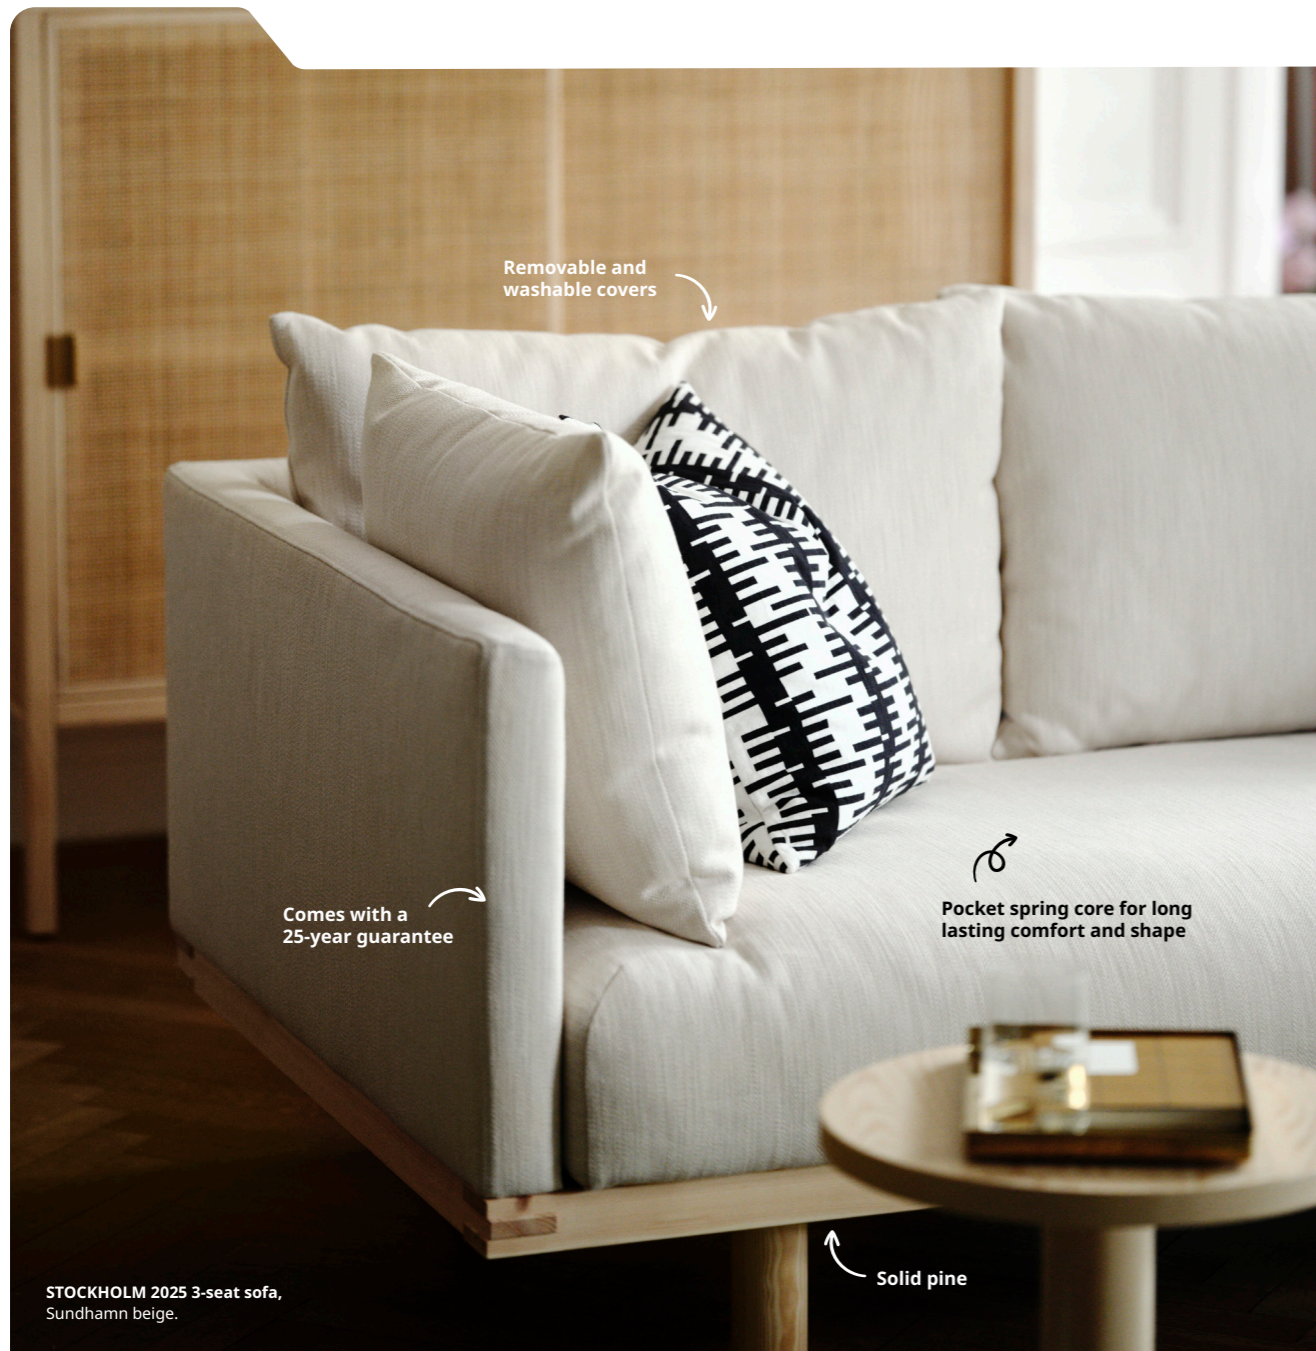 Removable and
washable covers
Comes with a
25-year guarantee
Pocket spring core for long
lasting comfort and shape
Solid pine
STOCKHOLM 2025 3-seat sofa,
Sundhamn beige.